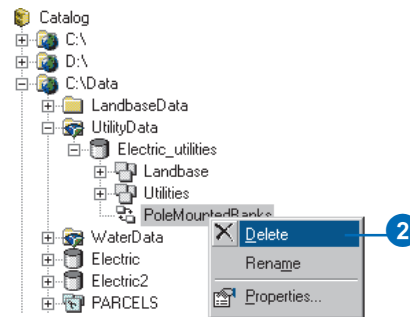 Catalog
C:\
D:\
C:\Data
LandbaseData
UtilityData
Electric_utilities
Landbase
Utilities
PoleMountedBanks
Delete
2
WaterData
Rename
Electric
Electric2
Properties...
PARCELS